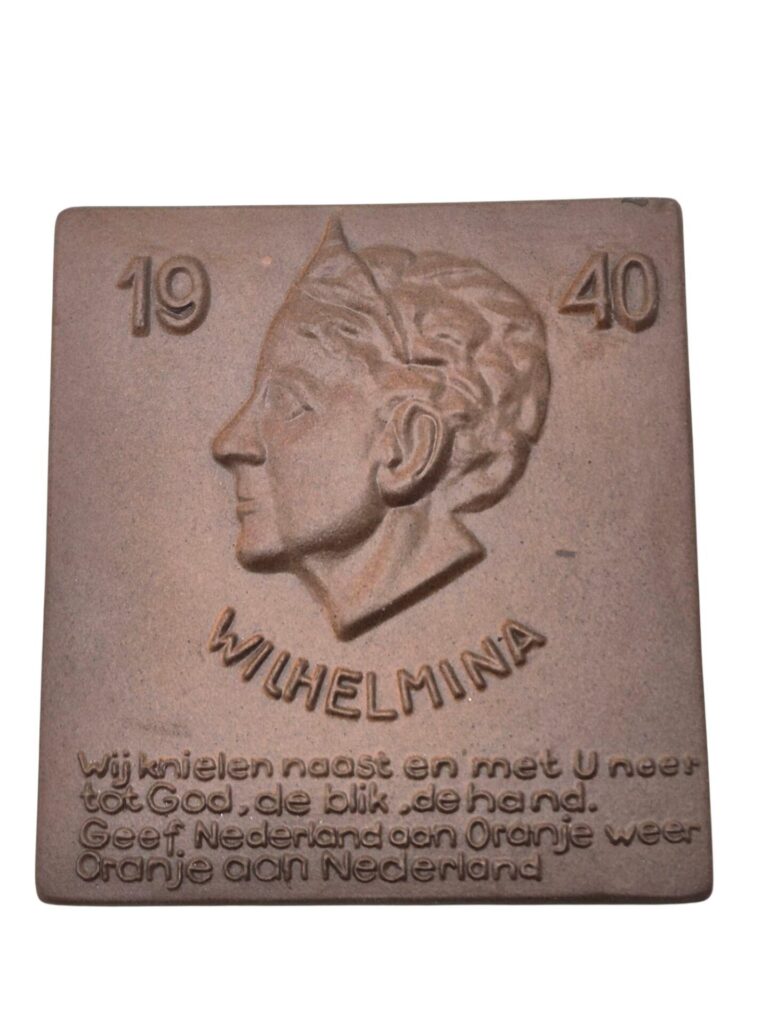 19 40
WILHELMINA
Wij knielen naast en met U neer
tot God, de blik, de hand.
Geef Nederland aan Oranje weer
Oranje aan Nederland